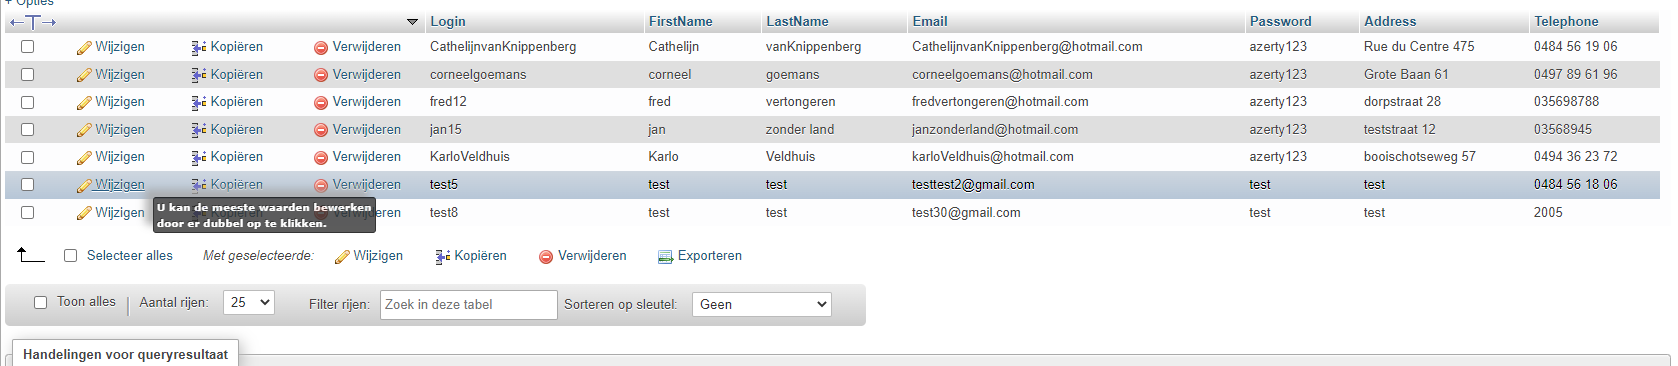 + Opties
Login FirstName LastName Email Password Address Telephone
Wijzigen Kopiëren Verwijderen CathelijnvanKnippenberg Cathelijn vanKnippenberg CathelijnvanKnippenberg@hotmail.com azerty123 Rue du Centre 475 0484 56 19 06
Wijzigen Kopiëren Verwijderen corneelgoemans corneel goemans corneelgoemans@hotmail.com azerty123 Grote Baan 61 0497 89 61 96
Wijzigen Kopiëren Verwijderen fred12 fred vertongeren fredvertongeren@hotmail.com azerty123 dorpstraat 28 035698788
Wijzigen Kopiëren Verwijderen jan15 jan zonder land janzonderland@hotmail.com azerty123 teststraat 12 03568945
Wijzigen Kopiëren Verwijderen KarloVeldhuis Karlo Veldhuis karloVeldhuis@hotmail.com azerty123 booischotseweg 57 0494 36 23 72
Wijzigen Kopiëren Verwijderen test5 test test testtest2@gmail.com test test 0484 56 18 06
Wijzigen Kopiëren Verwijderen test8 test test test30@gmail.com test test 2005
U kan de meeste waarden bewerken
door er dubbel op te klikken.
Selecteer alles Met geselecteerde: Wijzigen Kopiëren Verwijderen Exporteren
Toon alles Aantal rijen: 25 Filter rijen: Zoek in deze tabel Sorteren op sleutel: Geen
Handelingen voor queryresultaat